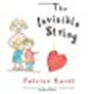 The Invisible
String
Patrice Karst